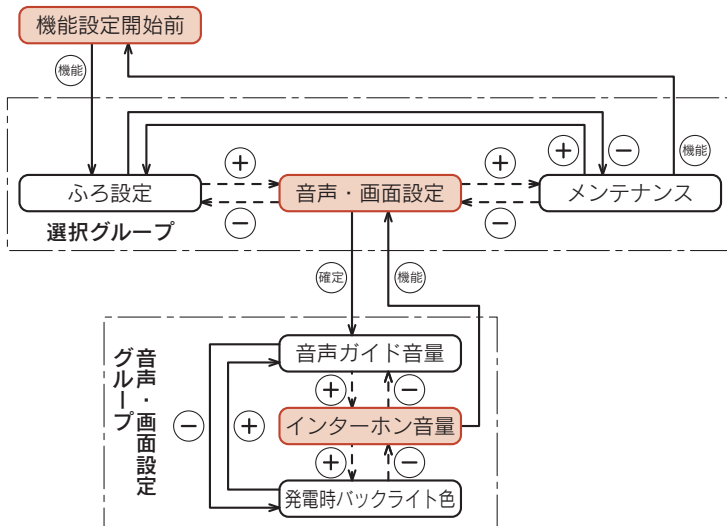 機能設定開始前
機能
+
−
機能
+
+
ふろ設定
音声・画面設定
メンテナンス
−
−
選択グループ
確定
機能
音声・画面設定
グループ
音声ガイド音量
+
−
−
+
インターホン音量
+
−
発電時バックライト色